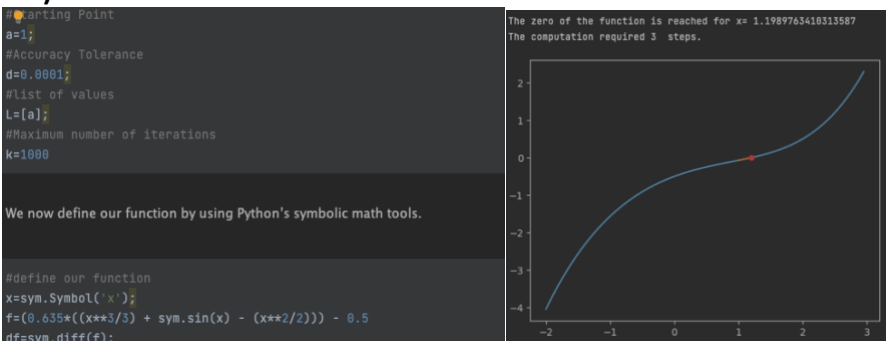 #Starting Point
a=1;
#Accuracy Tolerance
d=0.0001;
#list of values
L=[a];
#Maximum number of iterations
k=1000
We now define our function by using Python's symbolic math tools.
#define our function
x=sym.Symbol('x');
f=(0.635*((x**3/3) + sym.sin(x) - (x**2/2))) - 0.5
df=sym.diff(f);
The zero of the function is reached for x= 1.1989763410313587
The computation required 3 steps.
2
1
0
−1
−2
−3
−4
−2 −1 0 1 2 3